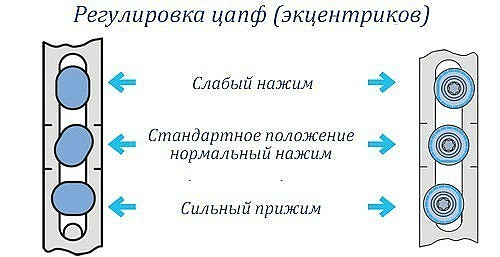 Регулировка цапф (экцентриков)
Слабый нажим
Стандартное положение
нормальный нажим
Сильный прижим